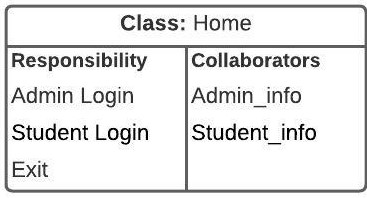 Class: Home
Responsibility Collaborators
Admin Login Admin_info
Student Login Student_info
Exit